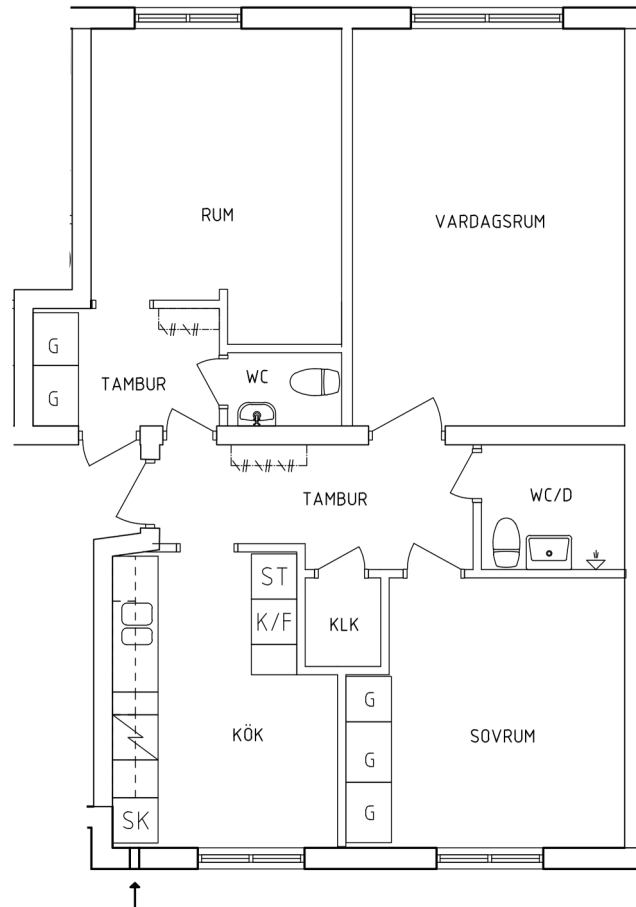 RUM
VARDAGSRUM
G
WC
TAMBUR
G
TAMBUR
WC/D
ST
K/F
KLK
G
KÖK
SOVRUM
G
G
SK